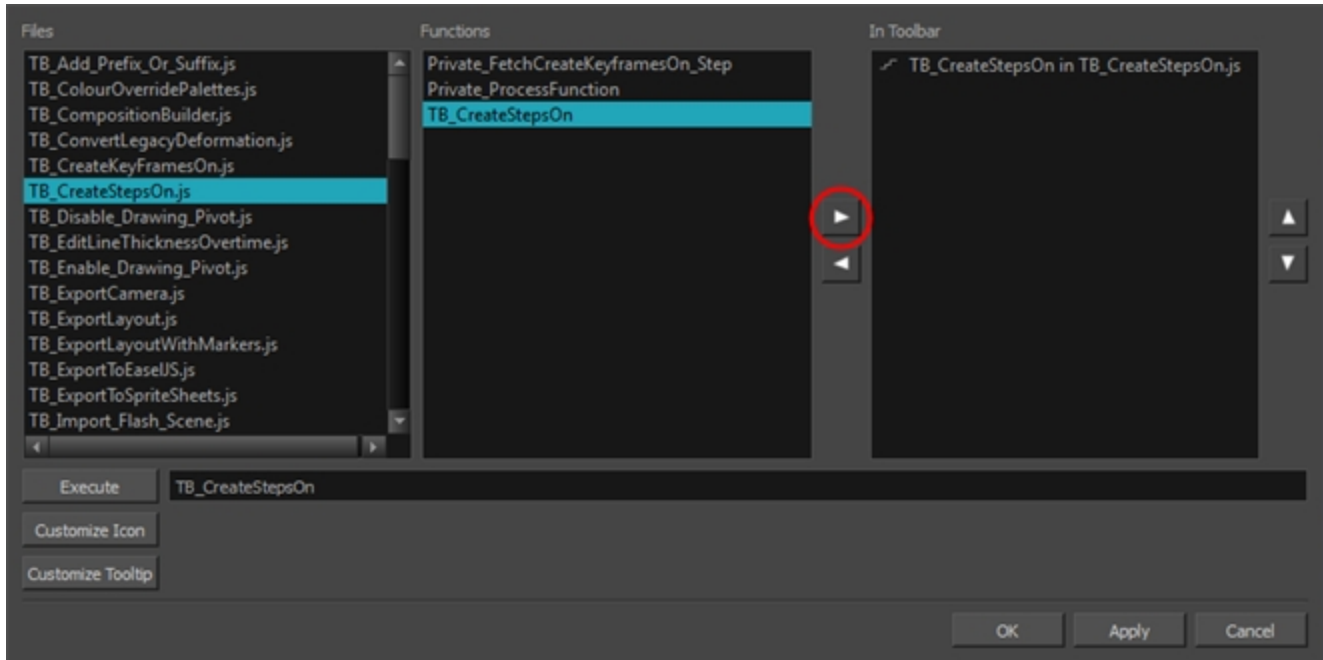 Files
Functions
In Toolbar
TB_Add_Prefix_Or_Suffix.js
TB_ColourOverridePalettes.js
TB_CompositionBuilder.js
TB_ConvertLegacyDeformation.js
TB_CreateKeyFramesOn.js
TB_CreateStepsOn.js
TB_Disable_Drawing_Pivot.js
TB_EditLineThicknessOvertime.js
TB_Enable_Drawing_Pivot.js
TB_ExportCamera.js
TB_ExportLayout.js
TB_ExportLayoutWithMarkers.js
TB_ExportToEaselJS.js
TB_ExportToSpriteSheets.js
TB_Import_Flash_Scene.js
Private_FetchCreateKeyframesOn_Step
Private_ProcessFunction
TB_CreateStepsOn
TB_CreateStepsOn in TB_CreateStepsOn.js
Execute
TB_CreateStepsOn
Customize Icon
Customize Tooltip
OK
Apply
Cancel